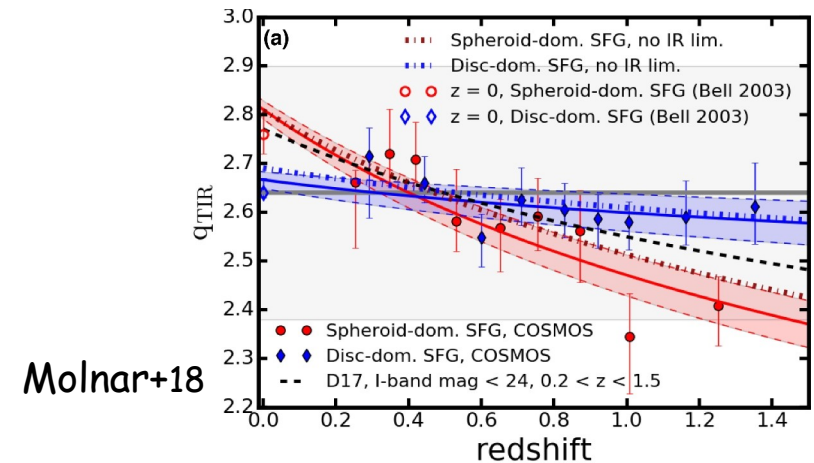 (a)
Spheroid-dom. SFG, no IR lim.
Disc-dom. SFG, no IR lim.
z = 0, Spheroid-dom. SFG (Bell 2003)
z = 0, Disc-dom. SFG (Bell 2003)
3.0
2.9
2.8
2.7
2.6
2.5
2.4
2.3
2.2
qTIR
Spheroid-dom. SFG, COSMOS
Disc-dom. SFG, COSMOS
D17, I-band mag < 24, 0.2 < z < 1.5
Molnar+18
0.0 0.2 0.4 0.6 0.8 1.0 1.2 1.4
redshift